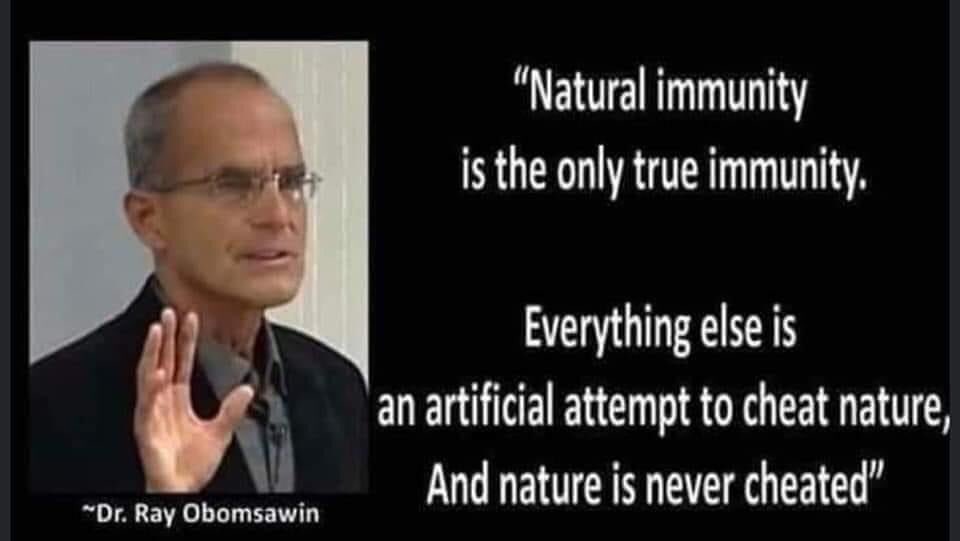 “Natural immunity
is the only true immunity.
Everything else is
an artificial attempt to cheat nature,
And nature is never cheated”
~Dr. Ray Obomsawin